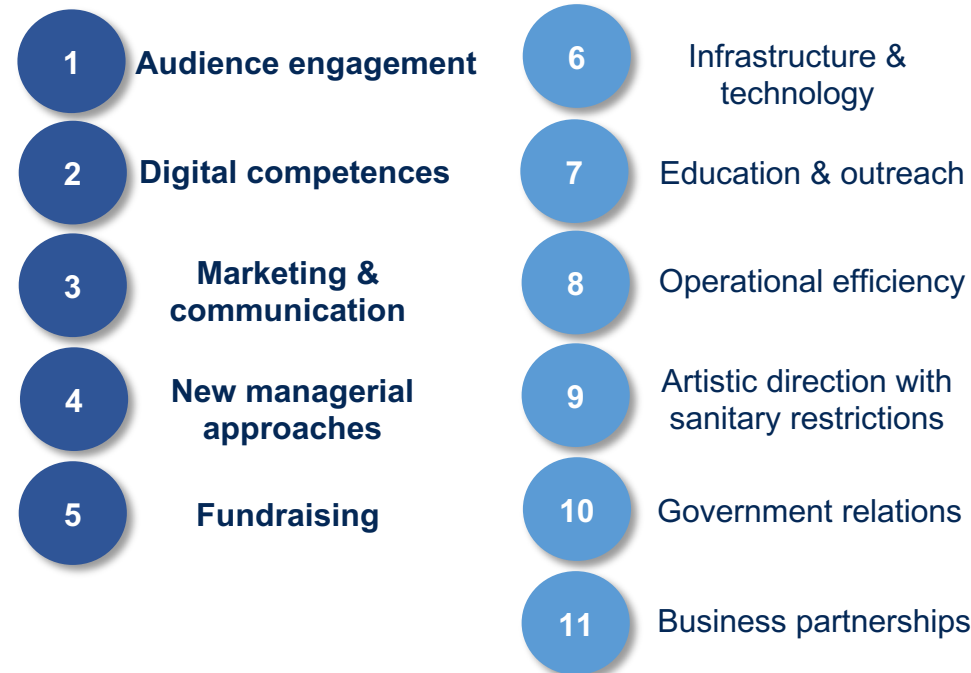 1
Audience engagement
2
Digital competences
3
Marketing &
communication
4
New managerial
approaches
5
Fundraising
6
Infrastructure &
technology
7
Education & outreach
8
Operational efficiency
9
Artistic direction with
sanitary restrictions
10
Government relations
11
Business partnerships